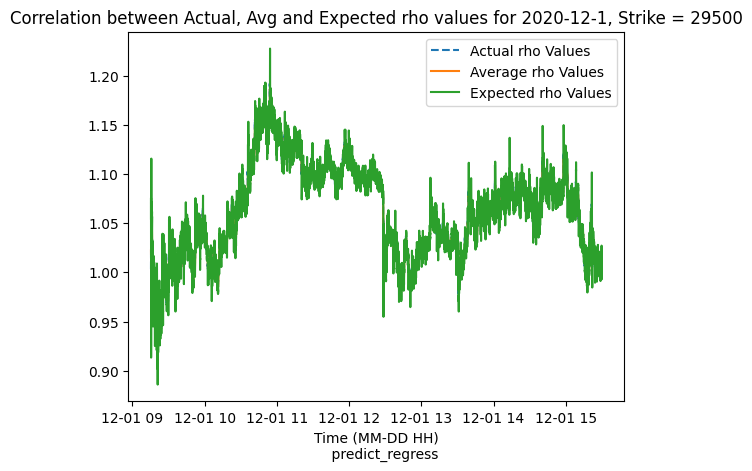 Correlation between Actual, Avg and Expected rho values for 2020-12-1, Strike = 29500
Actual rho Values
Average rho Values
Expected rho Values
1.20
1.15
1.10
1.05
1.00
0.95
0.90
12-01 09 12-01 10 12-01 11 12-01 12 12-01 13 12-01 14 12-01 15
Time (MM-DD HH)
predict_regress